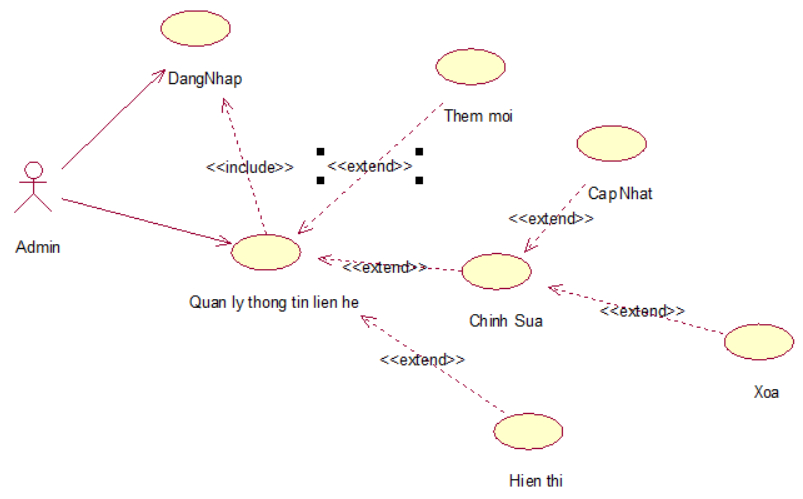 DangNhap
Them moi
<<include>>
<<extend>>
CapNhat
<<extend>>
Admin
<<extend>>
Quan ly thong tin lien he
Chinh Sua
<<extend>>
<<extend>>
Xoa
Hien thi